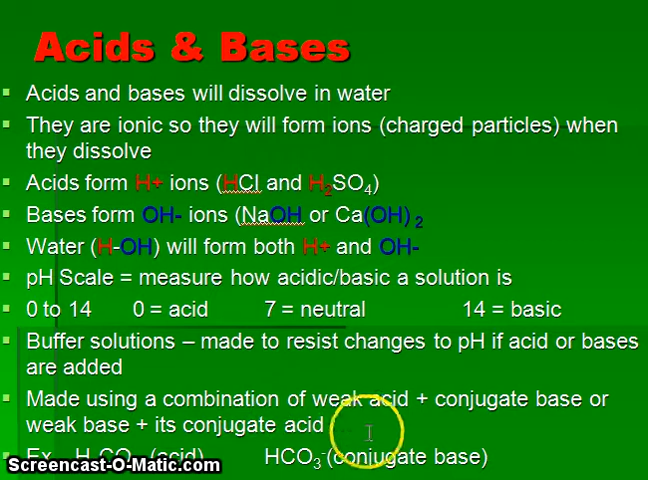 Acids & Bases
Acids and bases will dissolve in water
They are ionic so they will form ions (charged particles) when
they dissolve
Acids form H+ ions (HCl and H₂SO₄)
Bases form OH- ions (NaOH or Ca(OH) ₂
Water (H-OH) will form both H+ and OH-
pH Scale = measure how acidic/basic a solution is
0 to 14 0 = acid 7 = neutral 14 = basic
Buffer solutions – made to resist changes to pH if acid or bases
are added
Made using a combination of weak acid + conjugate base or
weak base + its conjugate acid
Ex. (acid) HCO₃⁻(conjugate base)
Screencast-O-Matic.com